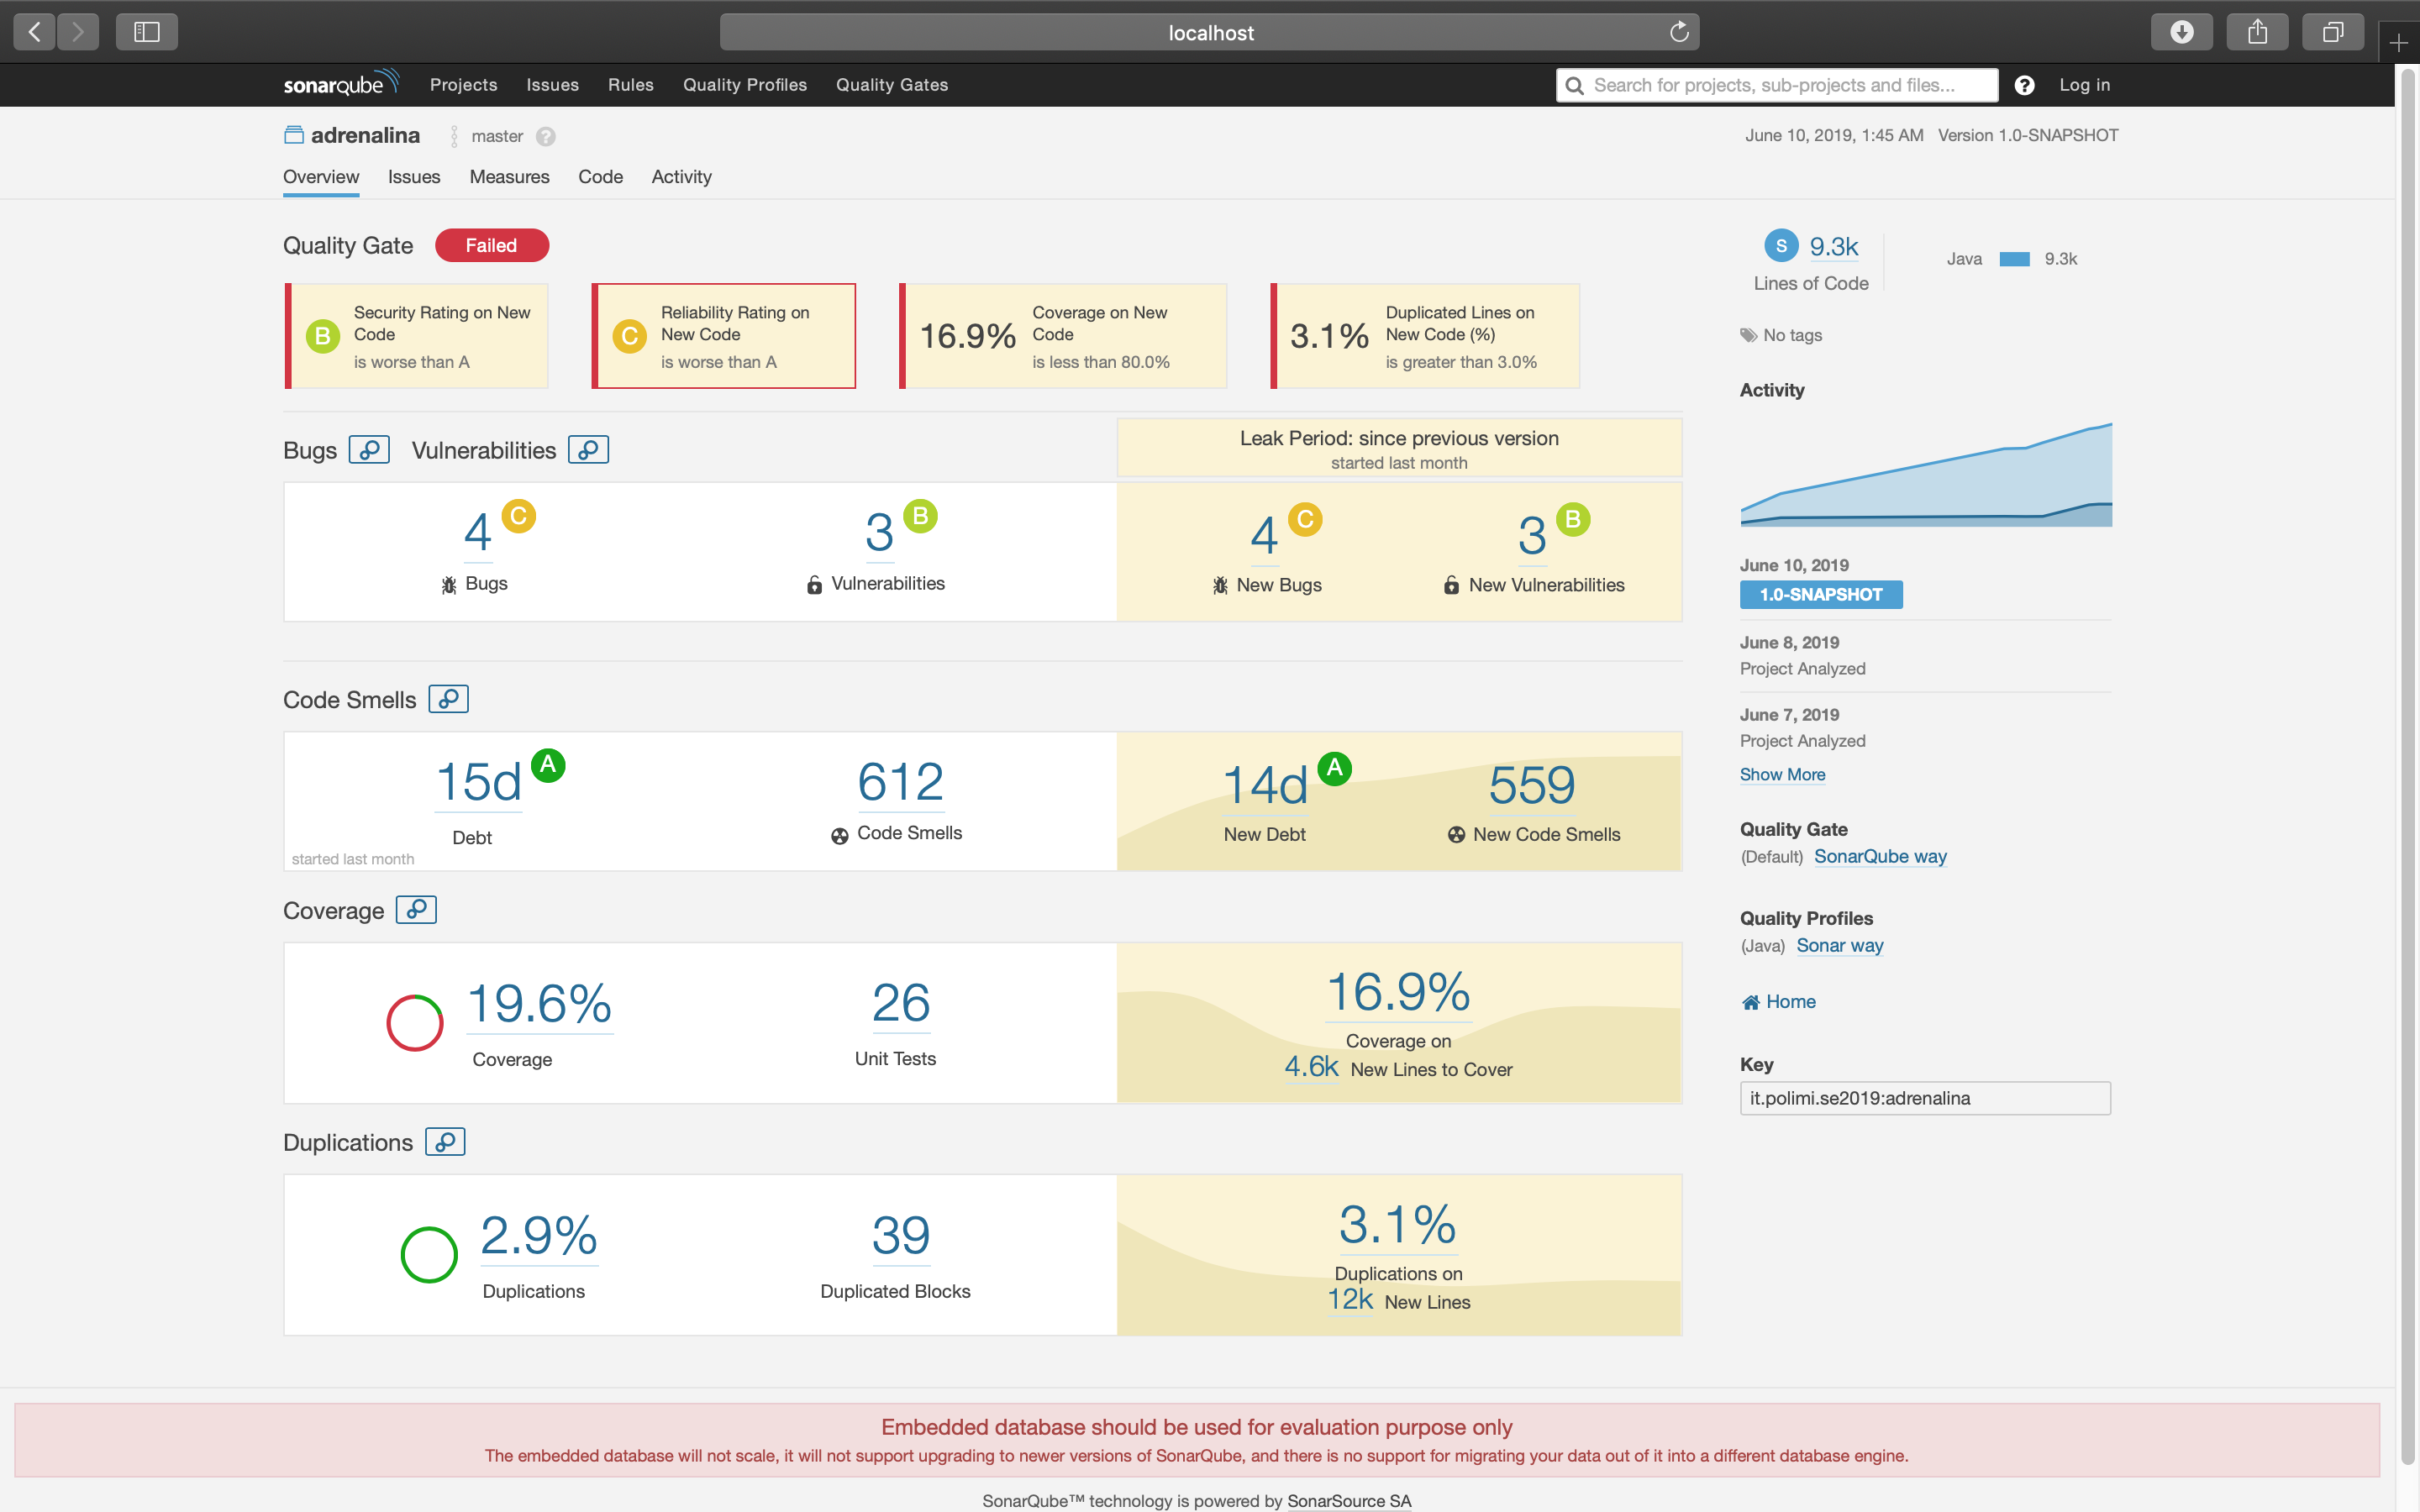 localhost
sonarqube Projects Issues Rules Quality Profiles Quality Gates Search for projects, sub-projects and files... ? Log in
adrenalina master ? June 10, 2019, 1:45 AM Version 1.0-SNAPSHOT
Overview Issues Measures Code Activity
Quality Gate Failed
B Security Rating on New
Code
is worse than A
C Reliability Rating on
New Code
is worse than A
16.9% Coverage on New
Code
is less than 80.0%
3.1% Duplicated Lines on
New Code (%)
is greater than 3.0%
Bugs Vulnerabilities
Leak Period: since previous version
started last month
4 C
Bugs
3 B
Vulnerabilities
4 C
New Bugs
3 B
New Vulnerabilities
Code Smells
15d A
Debt
started last month
612
Code Smells
14d A
New Debt
559
New Code Smells
Coverage
19.6%
Coverage
26
Unit Tests
16.9%
Coverage on
4.6k New Lines to Cover
Duplications
2.9%
Duplications
39
Duplicated Blocks
3.1%
Duplications on
12k New Lines
S 9.3k
Lines of Code
Java 9.3k
No tags
Activity
June 10, 2019
1.0-SNAPSHOT
June 8, 2019
Project Analyzed
June 7, 2019
Project Analyzed
Show More
Quality Gate
(Default) SonarQube way
Quality Profiles
(Java) Sonar way
Home
Key
it.polimi.se2019:adrenalina
Embedded database should be used for evaluation purpose only
The embedded database will not scale, it will not support upgrading to newer versions of SonarQube, and there is no support for migrating your data out of it into a different database engine.
SonarQube™ technology is powered by SonarSource SA